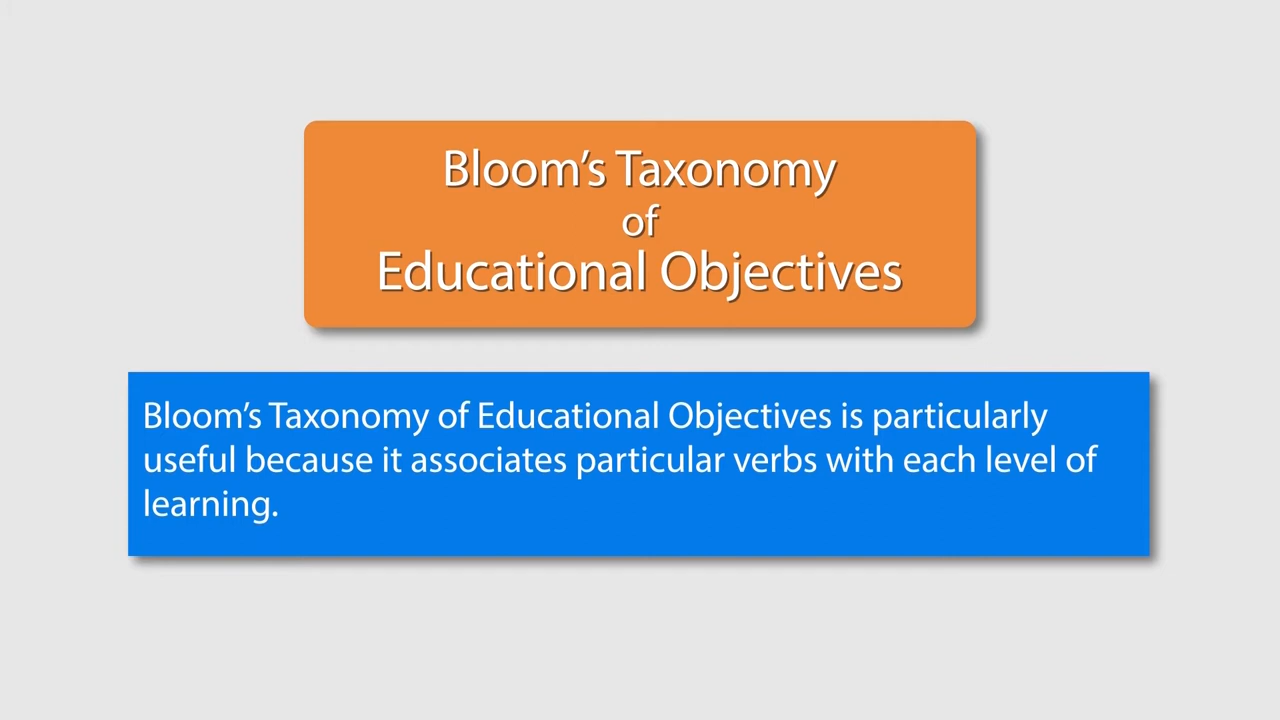 Bloom’s Taxonomy
of
Educational Objectives
Bloom’s Taxonomy of Educational Objectives is particularly
useful because it associates particular verbs with each level of
learning.